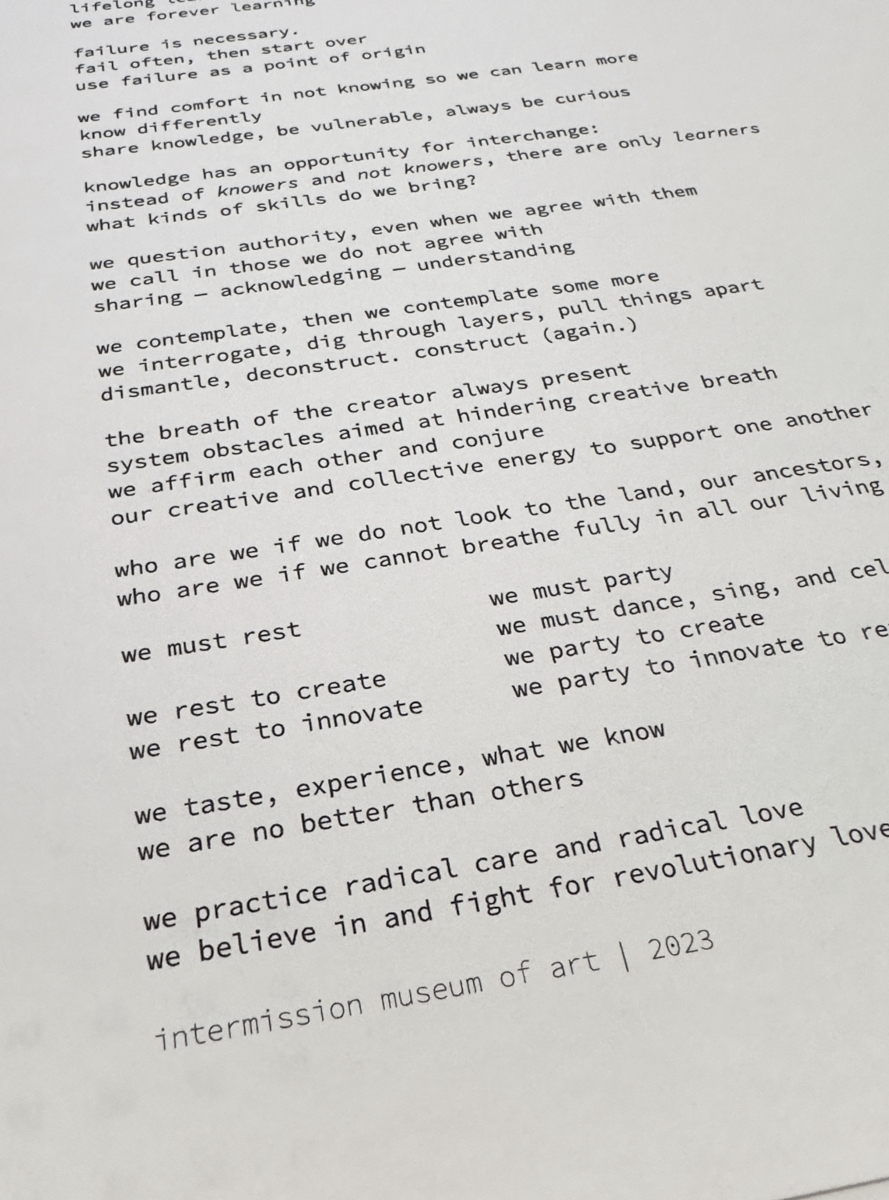 lifelong
we are forever learning
failure is necessary.
fail often, then start over
use failure as a point of origin
we find comfort in not knowing so we can learn more
know differently
share knowledge, be vulnerable, always be curious
knowledge has an opportunity for interchange:
instead of knowers and not knowers, there are only learners
what kinds of skills do we bring?
we question authority, even when we agree with them
we call in those we do not agree with
sharing — acknowledging — understanding
we contemplate, then we contemplate some more
we interrogate, dig through layers, pull things apart
dismantle, deconstruct. construct (again.)
the breath of the creator always present
system obstacles aimed at hindering creative breath
we affirm each other and conjure
our creative and collective energy to support one another
who are we if we do not look to the land, our ancestors,
who are we if we cannot breathe fully in all our living
we must rest
we rest to create
we rest to innovate
we must party
we must dance, sing, and
we party to create
we party to innovate to
we taste, experience, what we know
we are no better than others
we practice radical care and radical love
we believe in and fight for revolutionary love
intermission museum of art | 2023